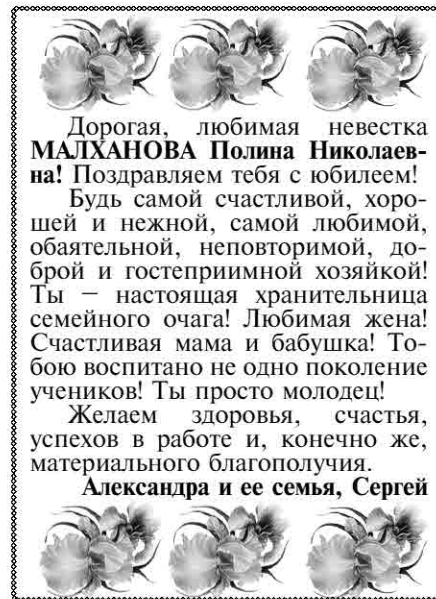 Дорогая, любимая невестка
МАЛХАНОВА Полина Николаев-
на! Поздравляем тебя с юбилеем!
Будь самой счастливой, хоро-
шей и нежной, самой любимой,
обаятельной, неповторимой, до-
брой и гостеприимной хозяйкой!
Ты – настоящая хранительница
семейного очага! Любимая жена!
Счастливая мама и бабушка! То-
бою воспитано не одно поколение
учеников! Ты просто молодец!
Желаем здоровья, счастья,
успехов в работе и, конечно же,
материального благополучия.
Александра и ее семья, Сергей